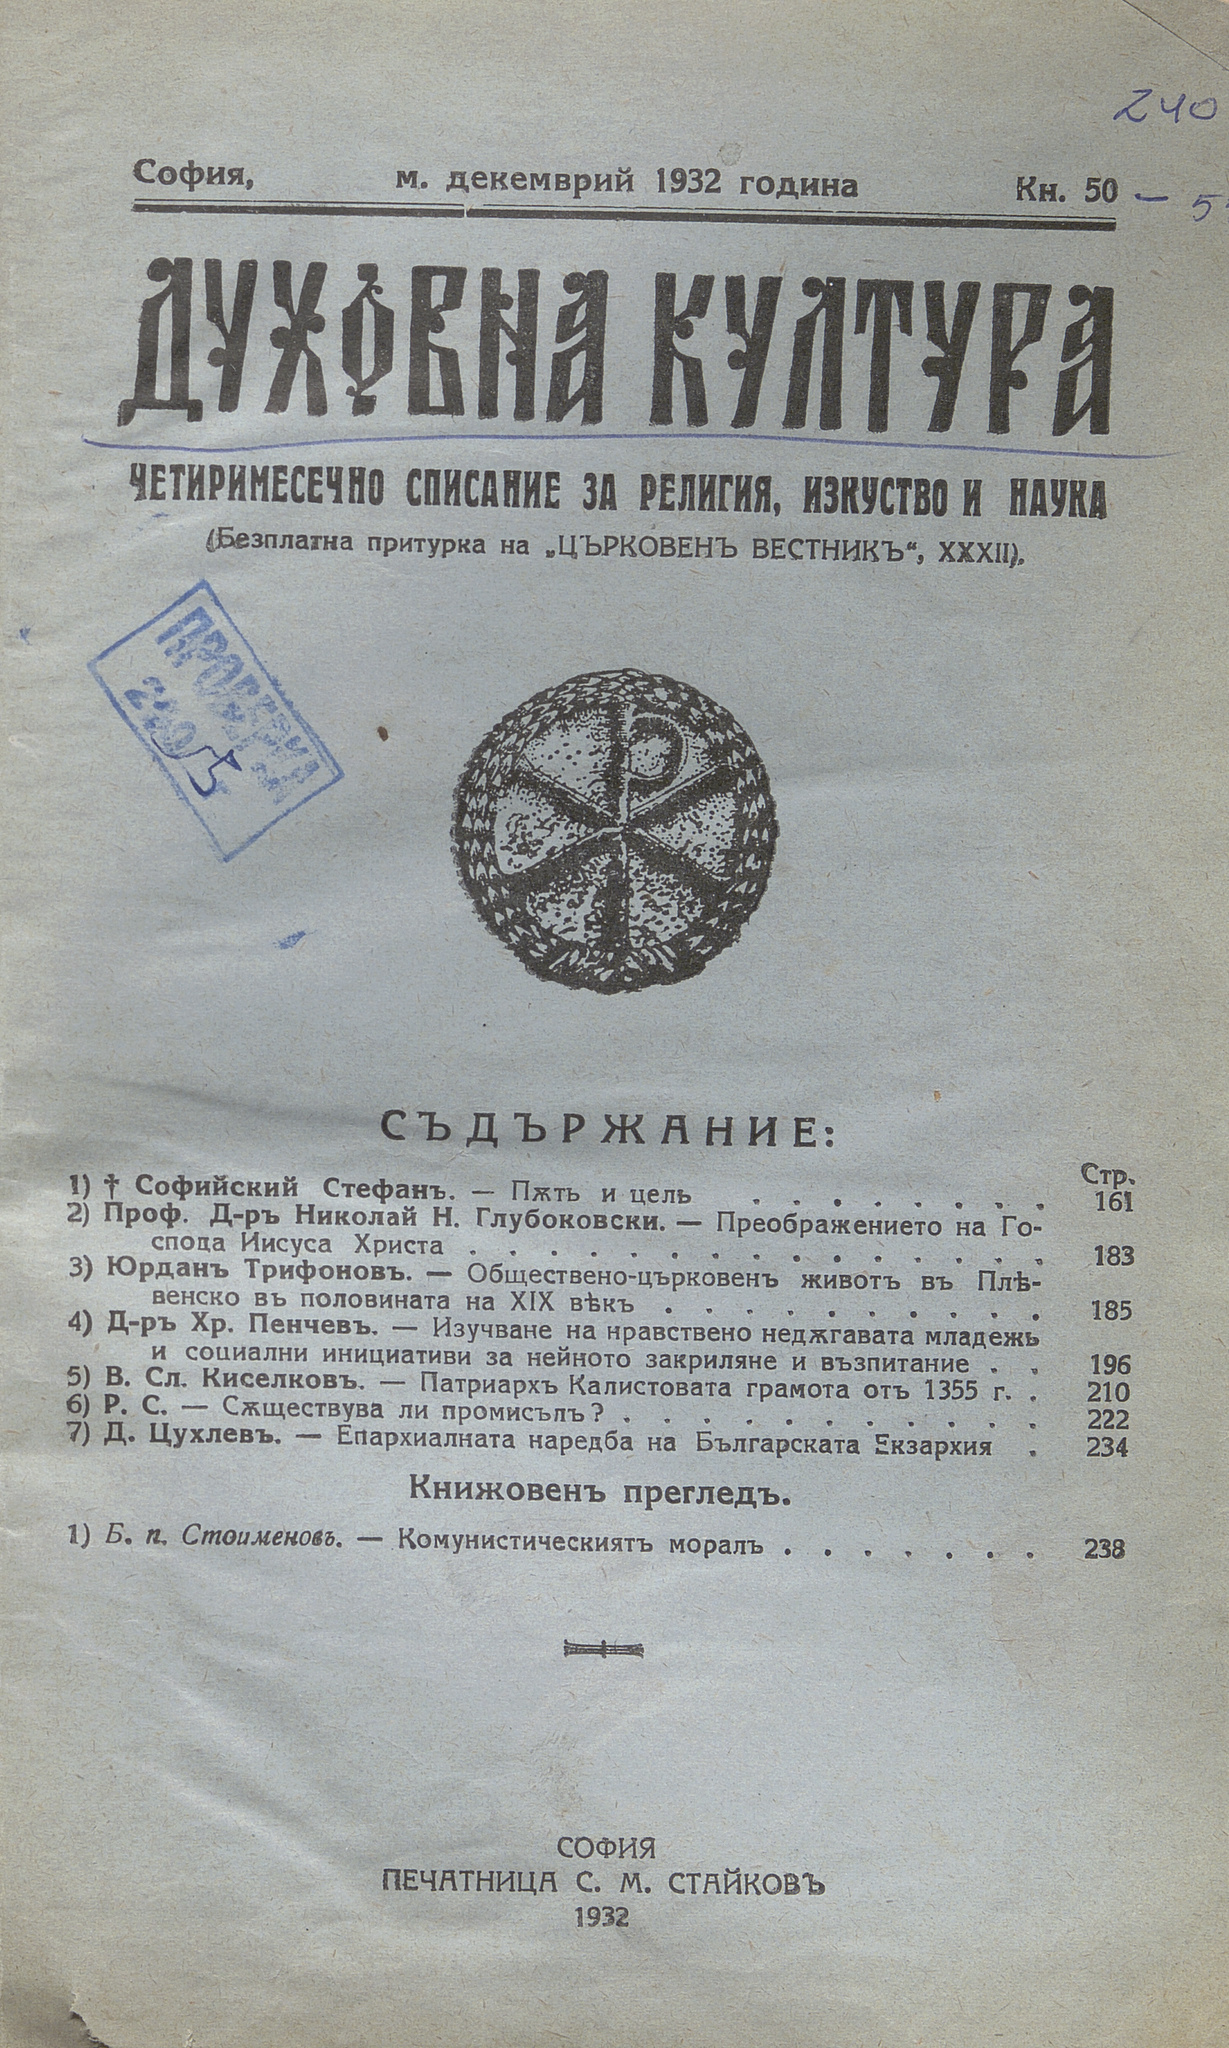 240
София, м. декемврий 1932 година Кн. 50 — 5
ДУХОВНА КУЛТУРА
ЧЕТИРИМЕСЕЧНО СПИСАНИЕ ЗА РЕЛИГИЯ, ИЗКУСТВО И НАУКА
(Безплатна притурка на „ЦЪРКОВЕНЪ ВЕСТНИКЪ“, XXXII).
240
5
СЪДЪРЖАНИЕ:
Стр.
1) † Софийский Стефанъ. — Пѫть и цель . . . . . . . . 161
2) Проф. Д-ръ Николай Н. Глубоковски. — Преображението на Го-
спода Иисуса Христа . . . . . . . . . . . . . . . 183
3) Юрданъ Трифоновъ. — Обществено-църковенъ животъ въ Плѣ-
венско въ половината на XIX вѣкъ . . . . . . . . . . 185
4) Д-ръ Хр. Пенчевъ. — Изучване на нравствено недѫгавата младежь
и социални инициативи за нейното закриляне и възпитание . . 196
5) В. Сл. Киселковъ. — Патриархъ Калистовата грамота отъ 1355 г. . 210
6) Р. С. — Сѫществува ли промисълъ? . . . . . . . . . . . 222
7) Д. Цухлевъ. — Епархиалната наредба на Българската Екзархия . 234
Книжовенъ прегледъ.
1) Б. п. Стоименовъ. — Комунистическиятъ моралъ . . . . . . . 238
СОФИЯ
ПЕЧАТНИЦА С. М. СТАЙКОВЪ
1932